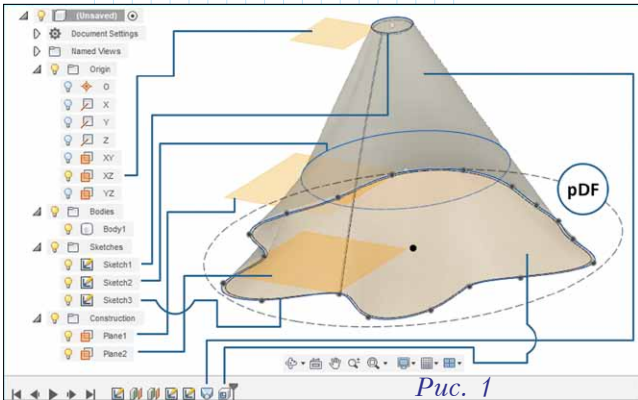 (Unsaved)
Document Settings
Named Views
Origin
O
X
Y
Z
XY
XZ
YZ
Bodies
Body1
Sketches
Sketch1
Sketch2
Sketch3
Construction
Plane1
Plane2
pDF
Рис. 1